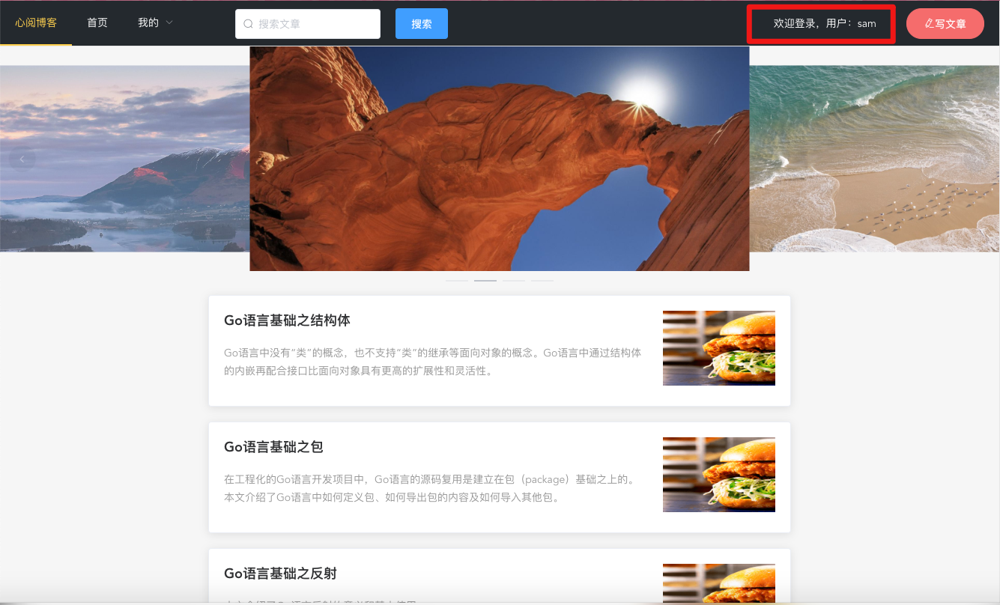 心阅博客
首页
我的
搜索文章
搜索
欢迎登录，用户：sam
写文章
Go语言基础之结构体
Go语言中没有“类”的概念，也不支持“类”的继承等面向对象的概念。Go语言中通过结构体
的内嵌再配合接口比面向对象具有更高的扩展性和灵活性。
Go语言基础之包
在工程化的Go语言开发项目中，Go语言的源码复用是建立在包（package）基础之上的。
本文介绍了Go语言中如何定义包、如何导出包的内容及如何导入其他包。
Go语言基础之反射